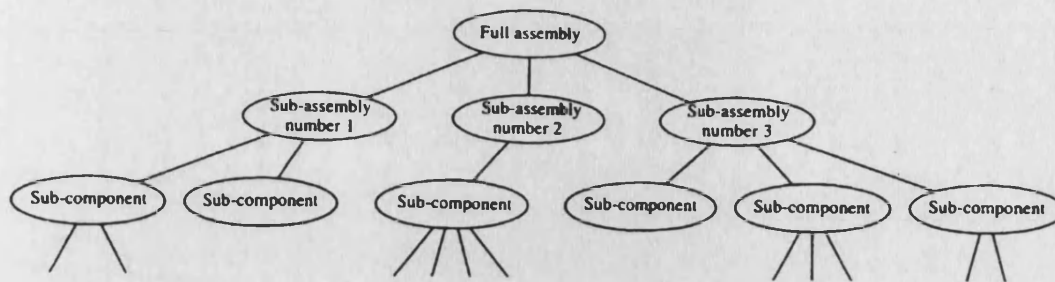 Full assembly
Sub-assembly
number 1
Sub-assembly
number 2
Sub-assembly
number 3
Sub-component
Sub-component
Sub-component
Sub-component
Sub-component
Sub-component